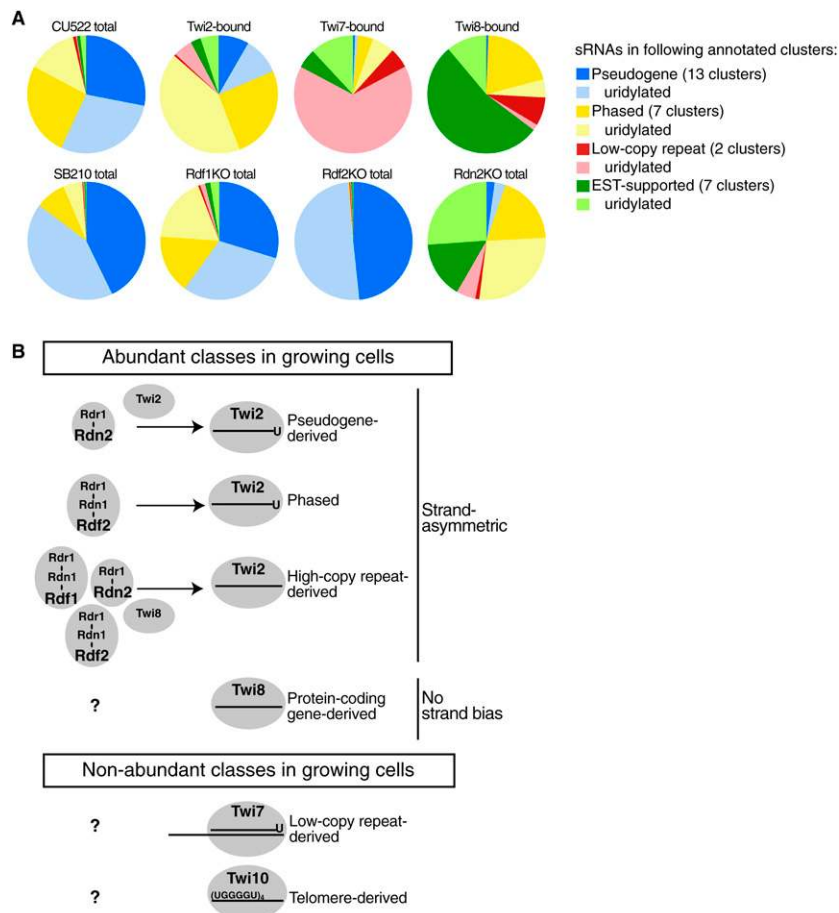 A
CU522 total
Twi2-bound
Twi7-bound
Twi8-bound
SB210 total
Rdf1KO total
Rdf2KO total
Rdn2KO total
sRNAs in following annotated clusters:
Pseudogene (13 clusters)
uridylated
Phased (7 clusters)
uridylated
Low-copy repeat (2 clusters)
uridylated
EST-supported (7 clusters)
uridylated
B
Abundant classes in growing cells
Rdr1
Rdn2
Twi2
Twi2
U
Pseudogene-
derived
Rdr1
Rdn1
Rdf2
Twi2
U
Phased
Rdr1
Rdn1
Rdf1
Rdr1
Rdn2
Twi8
Rdr1
Rdn1
Rdf2
Twi2
High-copy repeat-
derived
Strand-
asymmetric
?
Twi8
Protein-coding
gene-derived
No
strand bias
Non-abundant classes in growing cells
?
Twi7
U
Low-copy repeat-
derived
?
Twi10
(UGGGGU)4
Telomere-derived